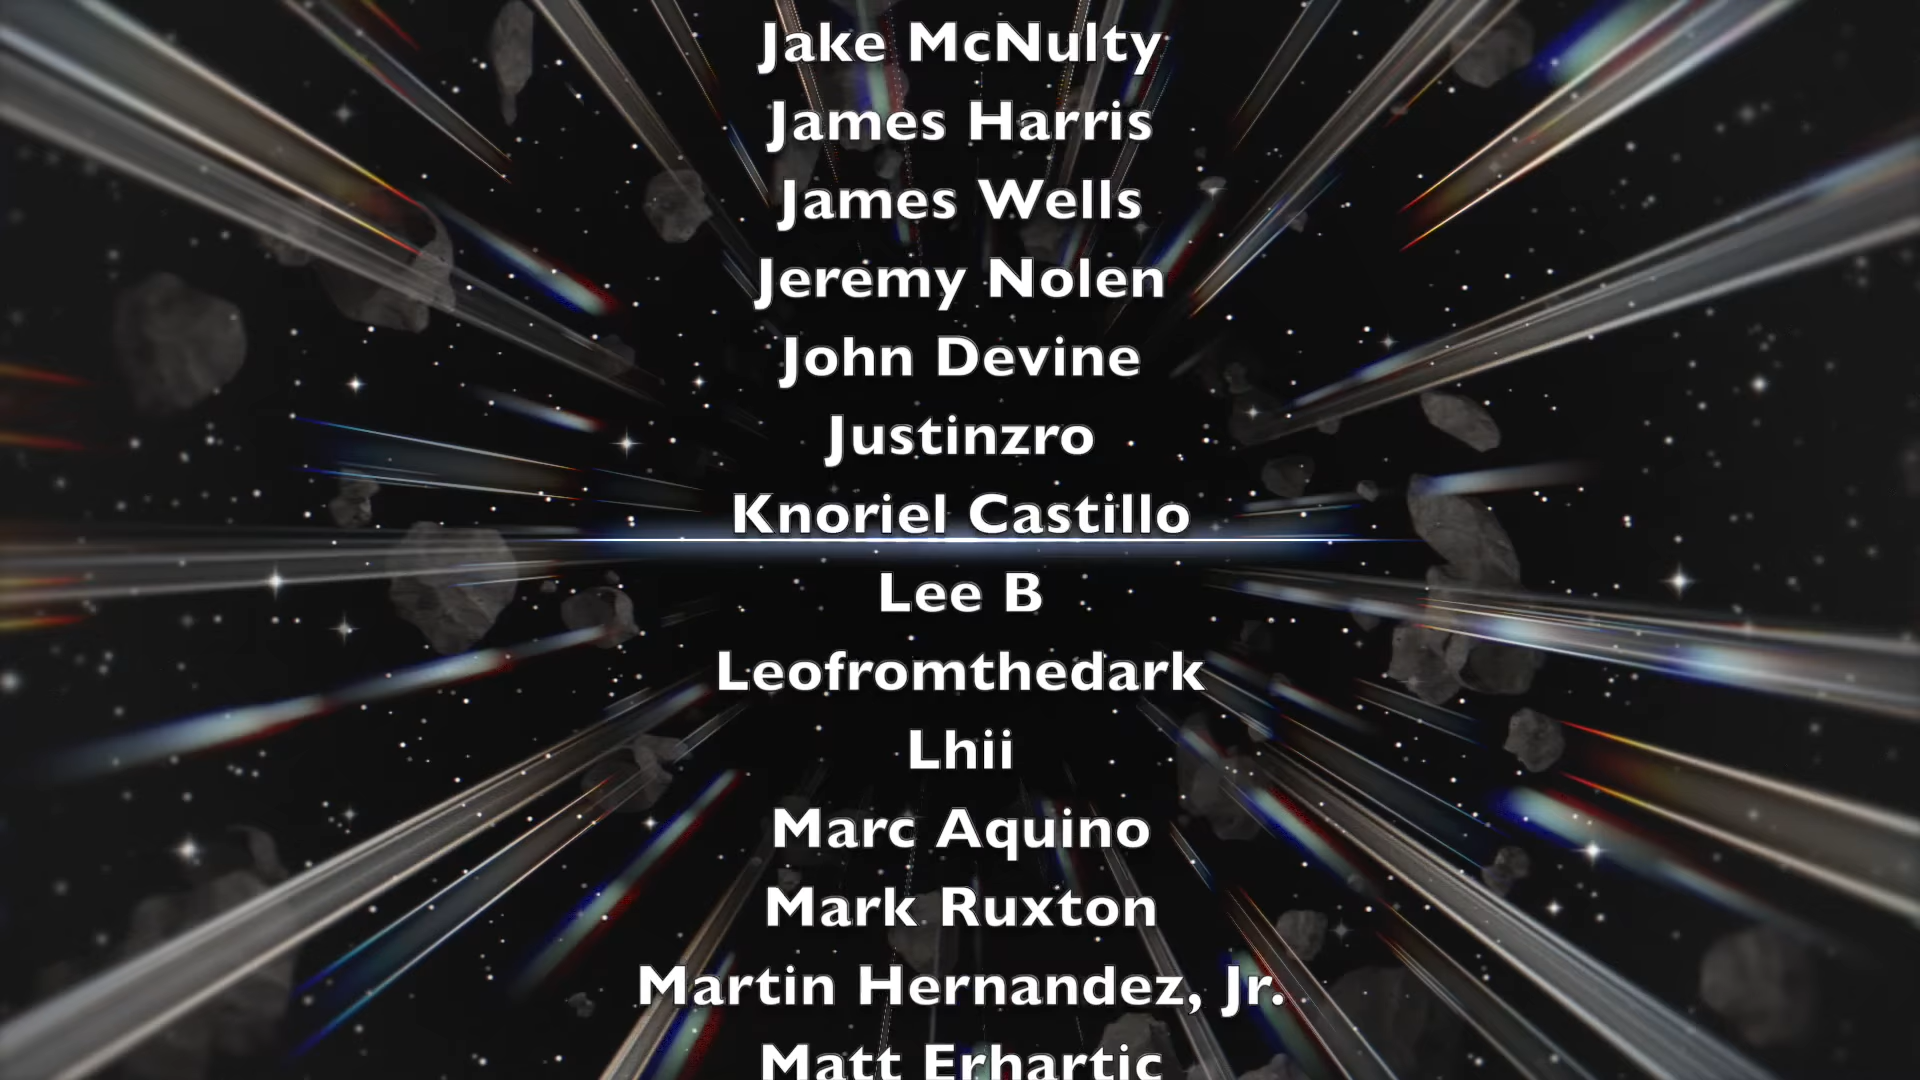 Jake McNulty
James Harris
James Wells
Jeremy Nolen
John Devine
Justinzro
Knoriel Castillo
Lee B
Leofromthedark
Lhii
Marc Aquino
Mark Ruxton
Martin Hernandez, Jr.
Matt Erhartic